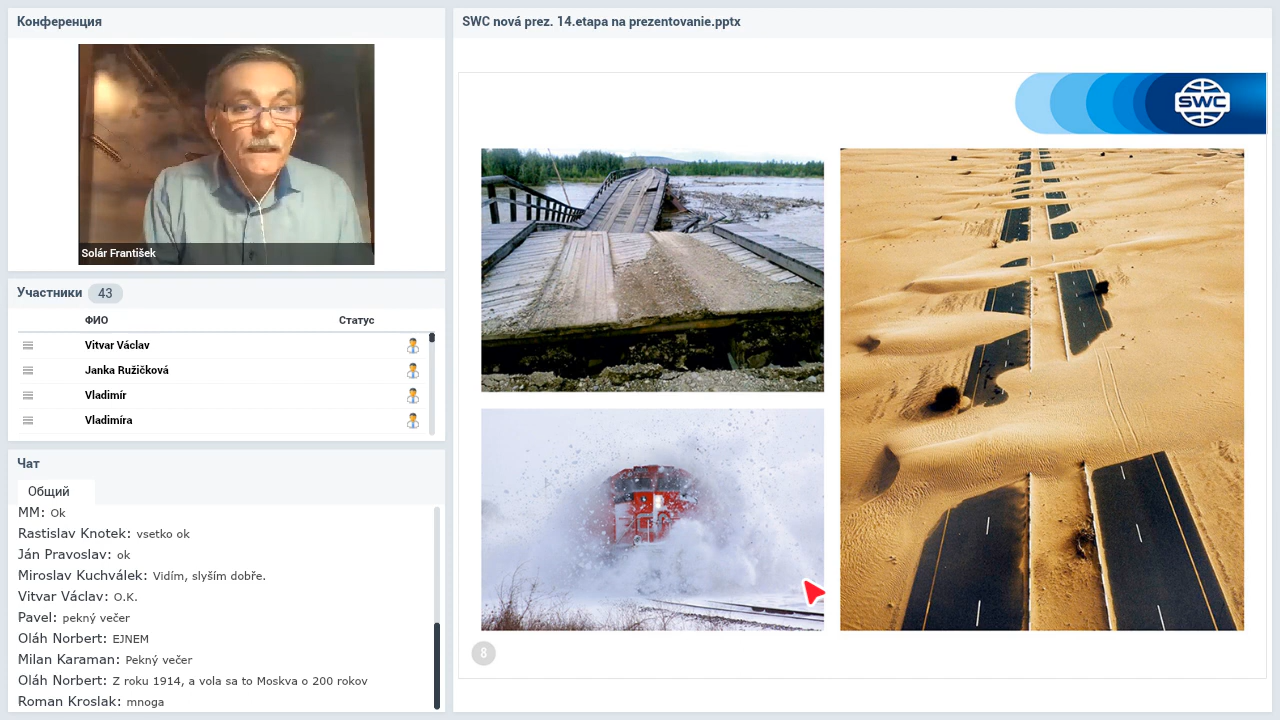 Конференция
Solár František
Участники 43
ФИО Статус
Vitvar Václav
Janka Ružičková
Vladimír
Vladimíra
Чат
Общий
MM: Ok
Rastislav Knotek: vsetko ok
Ján Pravoslav: ok
Miroslav Kuchválek: Vidím, slyším dobře.
Vitvar Václav: O.K.
Pavel: pekný večer
Oláh Norbert: EJNEM
Milan Karaman: Pekný večer
Oláh Norbert: Z roku 1914, a vola sa to Moskva o 200 rokov
Roman Kroslak: mnoga
SWC nová prez. 14.etapa na prezentovanie.pptx
SWC
8